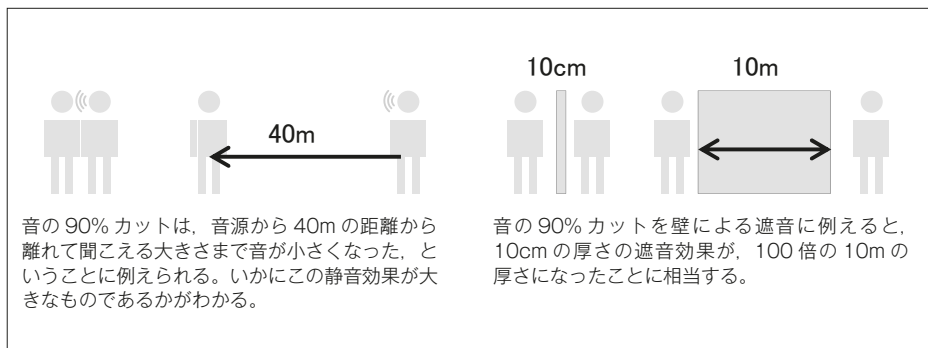 40m
音の 90% カットは，音源から 40m の距離から
離れて聞こえる大きさまで音が小さくなった，と
いうことに例えられる。いかにこの静音効果が大
きなものであるかがわかる。
10cm
10m
音の 90% カットを壁による遮音に例えると，
10cm の厚さの遮音効果が，100 倍の 10m の
厚さになったことに相当する。